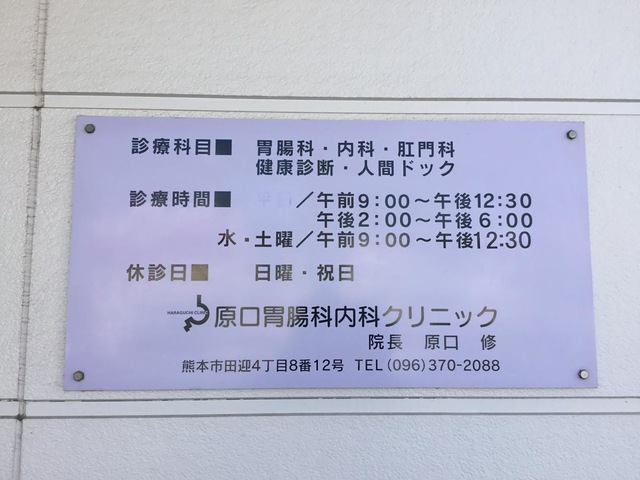 診療科目■ 胃腸科・内科・肛門科
健康診断・人間ドック
診療時間■ 平日／午前9：00～午後12：30
午後2：00～午後6：00
水・土曜／午前9：00～午後12：30
休診日■ 日曜・祝日
HARAGUCHI CLINIC 原口胃腸科内科クリニック
院長 原口 修
熊本市田迎4丁目8番12号 TEL(096)370-2088